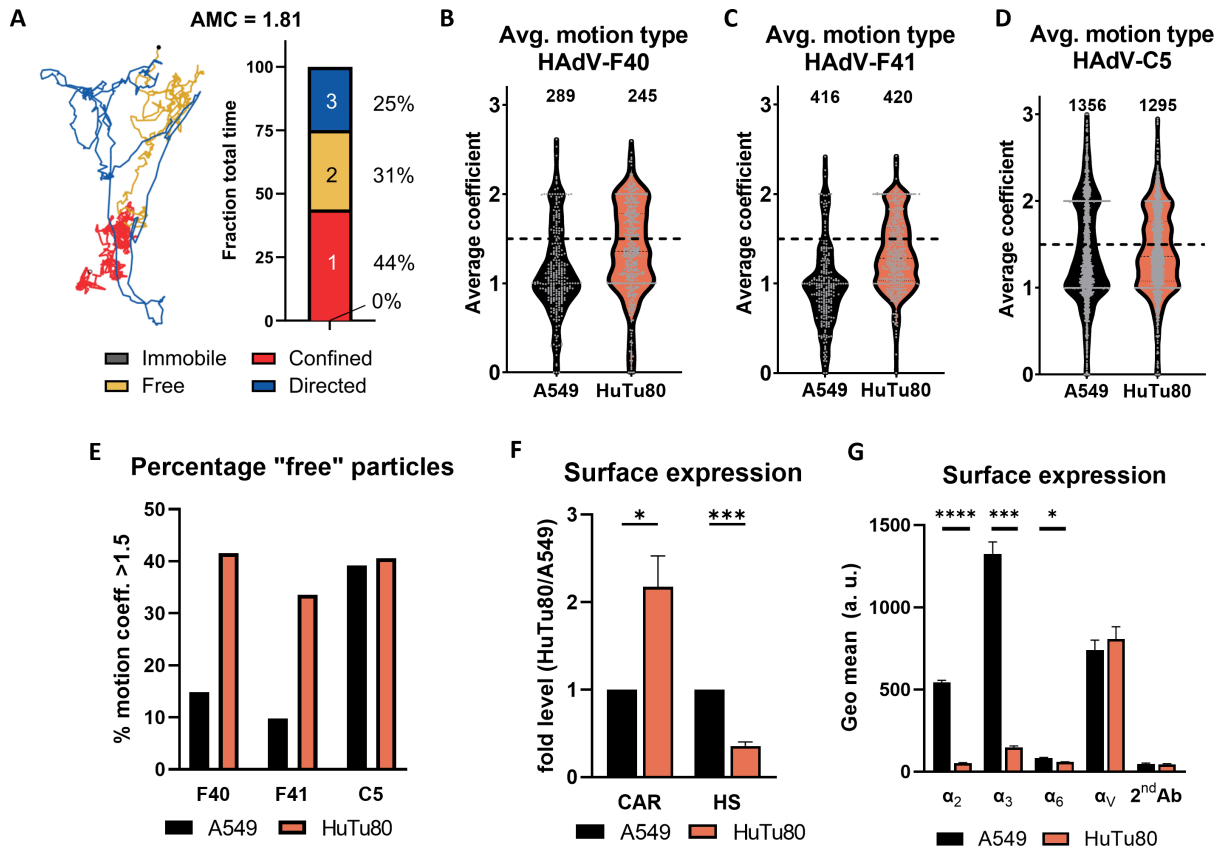 A
AMC = 1.81
Fraction total time
100
75
50
25
0
3
2
1
25%
31%
44%
0%
Immobile
Confined
Free
Directed
B
Avg. motion type
HAdV-F40
289
245
Average coefficient
3
2
1
0
A549
HuTu80
C
Avg. motion type
HAdV-F41
416
420
Average coefficient
3
2
1
0
A549
HuTu80
D
Avg. motion type
HAdV-C5
1356
1295
Average coefficient
3
2
1
0
A549
HuTu80
E
Percentage "free" particles
% motion coeff. >1.5
50
40
30
20
10
0
F40
F41
C5
A549
HuTu80
F
Surface expression
fold level (HuTu80/A549)
3
2
1
0
*
***
CAR
HS
A549
HuTu80
G
Surface expression
Geo mean (a. u.)
1500
1000
500
0
****
***
*
α₂
α₃
α₆
αᵥ
2ⁿᵈAb
A549
HuTu80